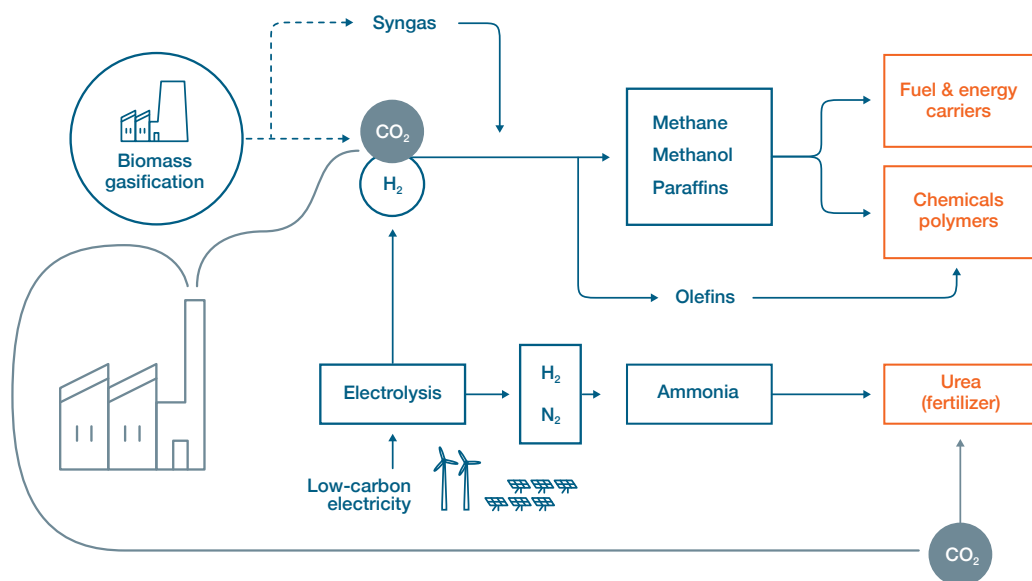 Syngas
Biomass
gasification
CO₂
H₂
Methane
Methanol
Paraffins
Fuel & energy
carriers
Chemicals
polymers
Olefins
Electrolysis
H₂
N₂
Ammonia
Urea
(fertilizer)
Low-carbon
electricity
CO₂